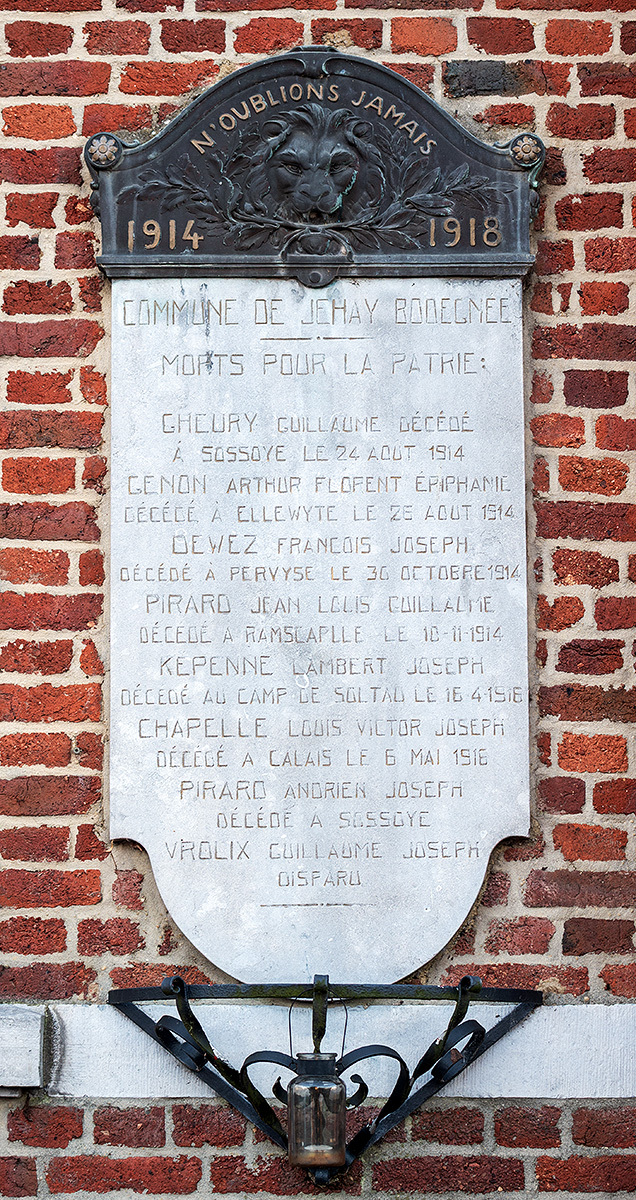 N'OUBLIONS JAMAIS
1914 1918
COMMUNE DE JEHAY BODEGNEE
MORTS POUR LA PATRIE:
GHEURY GUILLAUME DÉCÉDÉ
À SOSSOYE LE 24 AOUT 1914
GENON ARTHUR FLORENT ÉPIPHANIE
DÉCÉDÉ À ELLEWYTE LE 26 AOUT 1914
DEWEZ FRANCOIS JOSEPH
DÉCÉDÉ À PERVYSE LE 30 OCTOBRE 1914
PIRARD JEAN LOUIS GUILLAUME
DÉCÉDÉ A RAMSCAPLLE LE 10-11-1914
KEPENNE LAMBERT JOSEPH
DÉCÉDÉ AU CAMP DE SOLTAU LE 16 4 1916
CHAPELLE LOUIS VICTOR JOSEPH
DÉCÉDÉ A CALAIS LE 6 MAI 1916
PIRARD ANDRIEN JOSEPH
DÉCÉDÉ A SOSSOYE
VROLIX GUILLAUME JOSEPH
DISPARU